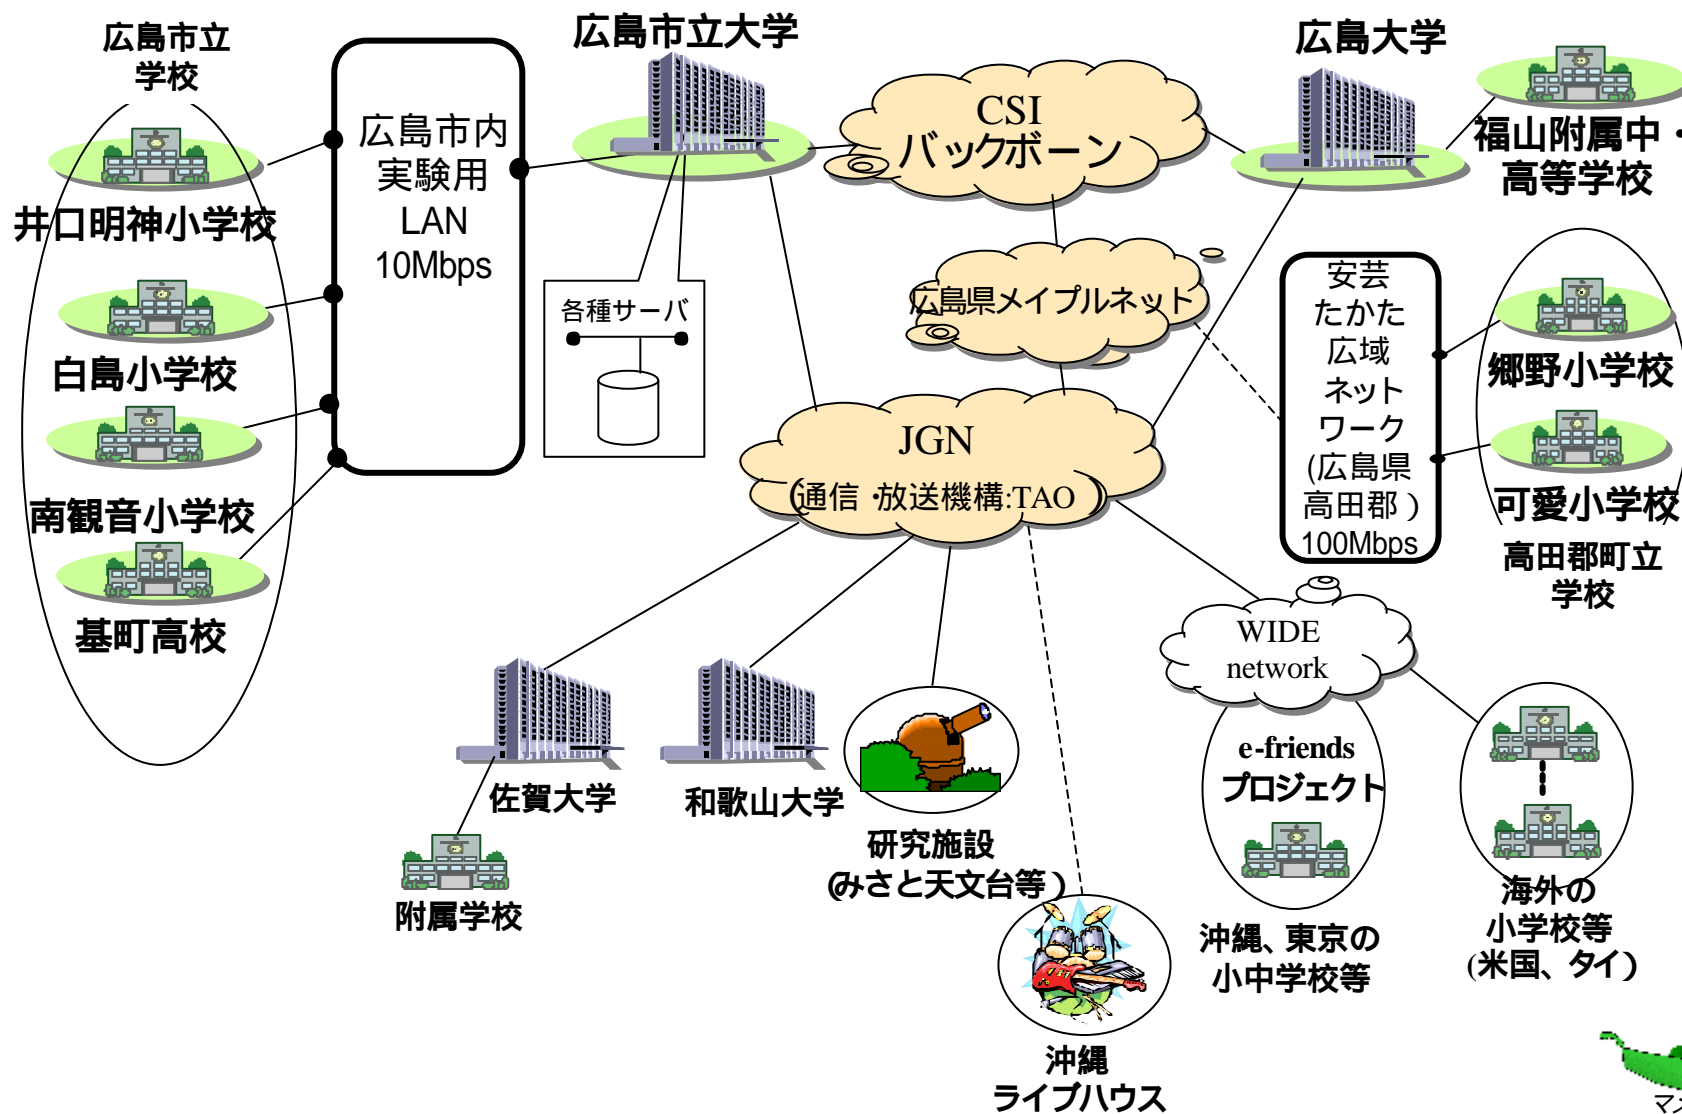 広島市立
学校
井口明神小学校
白島小学校
南観音小学校
基町高校
広島市内
実験用
LAN
10Mbps
広島市立大学
各種サーバ
CSI
バックボーン
広島県メイプルネット
広島大学
福山附属中・
高等学校
安芸
たかた
広域
ネット
ワーク
(広島県
高田郡)
100Mbps
郷野小学校
可愛小学校
高田郡町立
学校
JGN
(通信・放送機構:TAO)
佐賀大学
附属学校
和歌山大学
研究施設
(みさと天文台等)
沖縄
ライブハウス
WIDE
network
e-friends
プロジェクト
沖縄、東京の
小中学校等
海外の
小学校等
(米国、タイ)